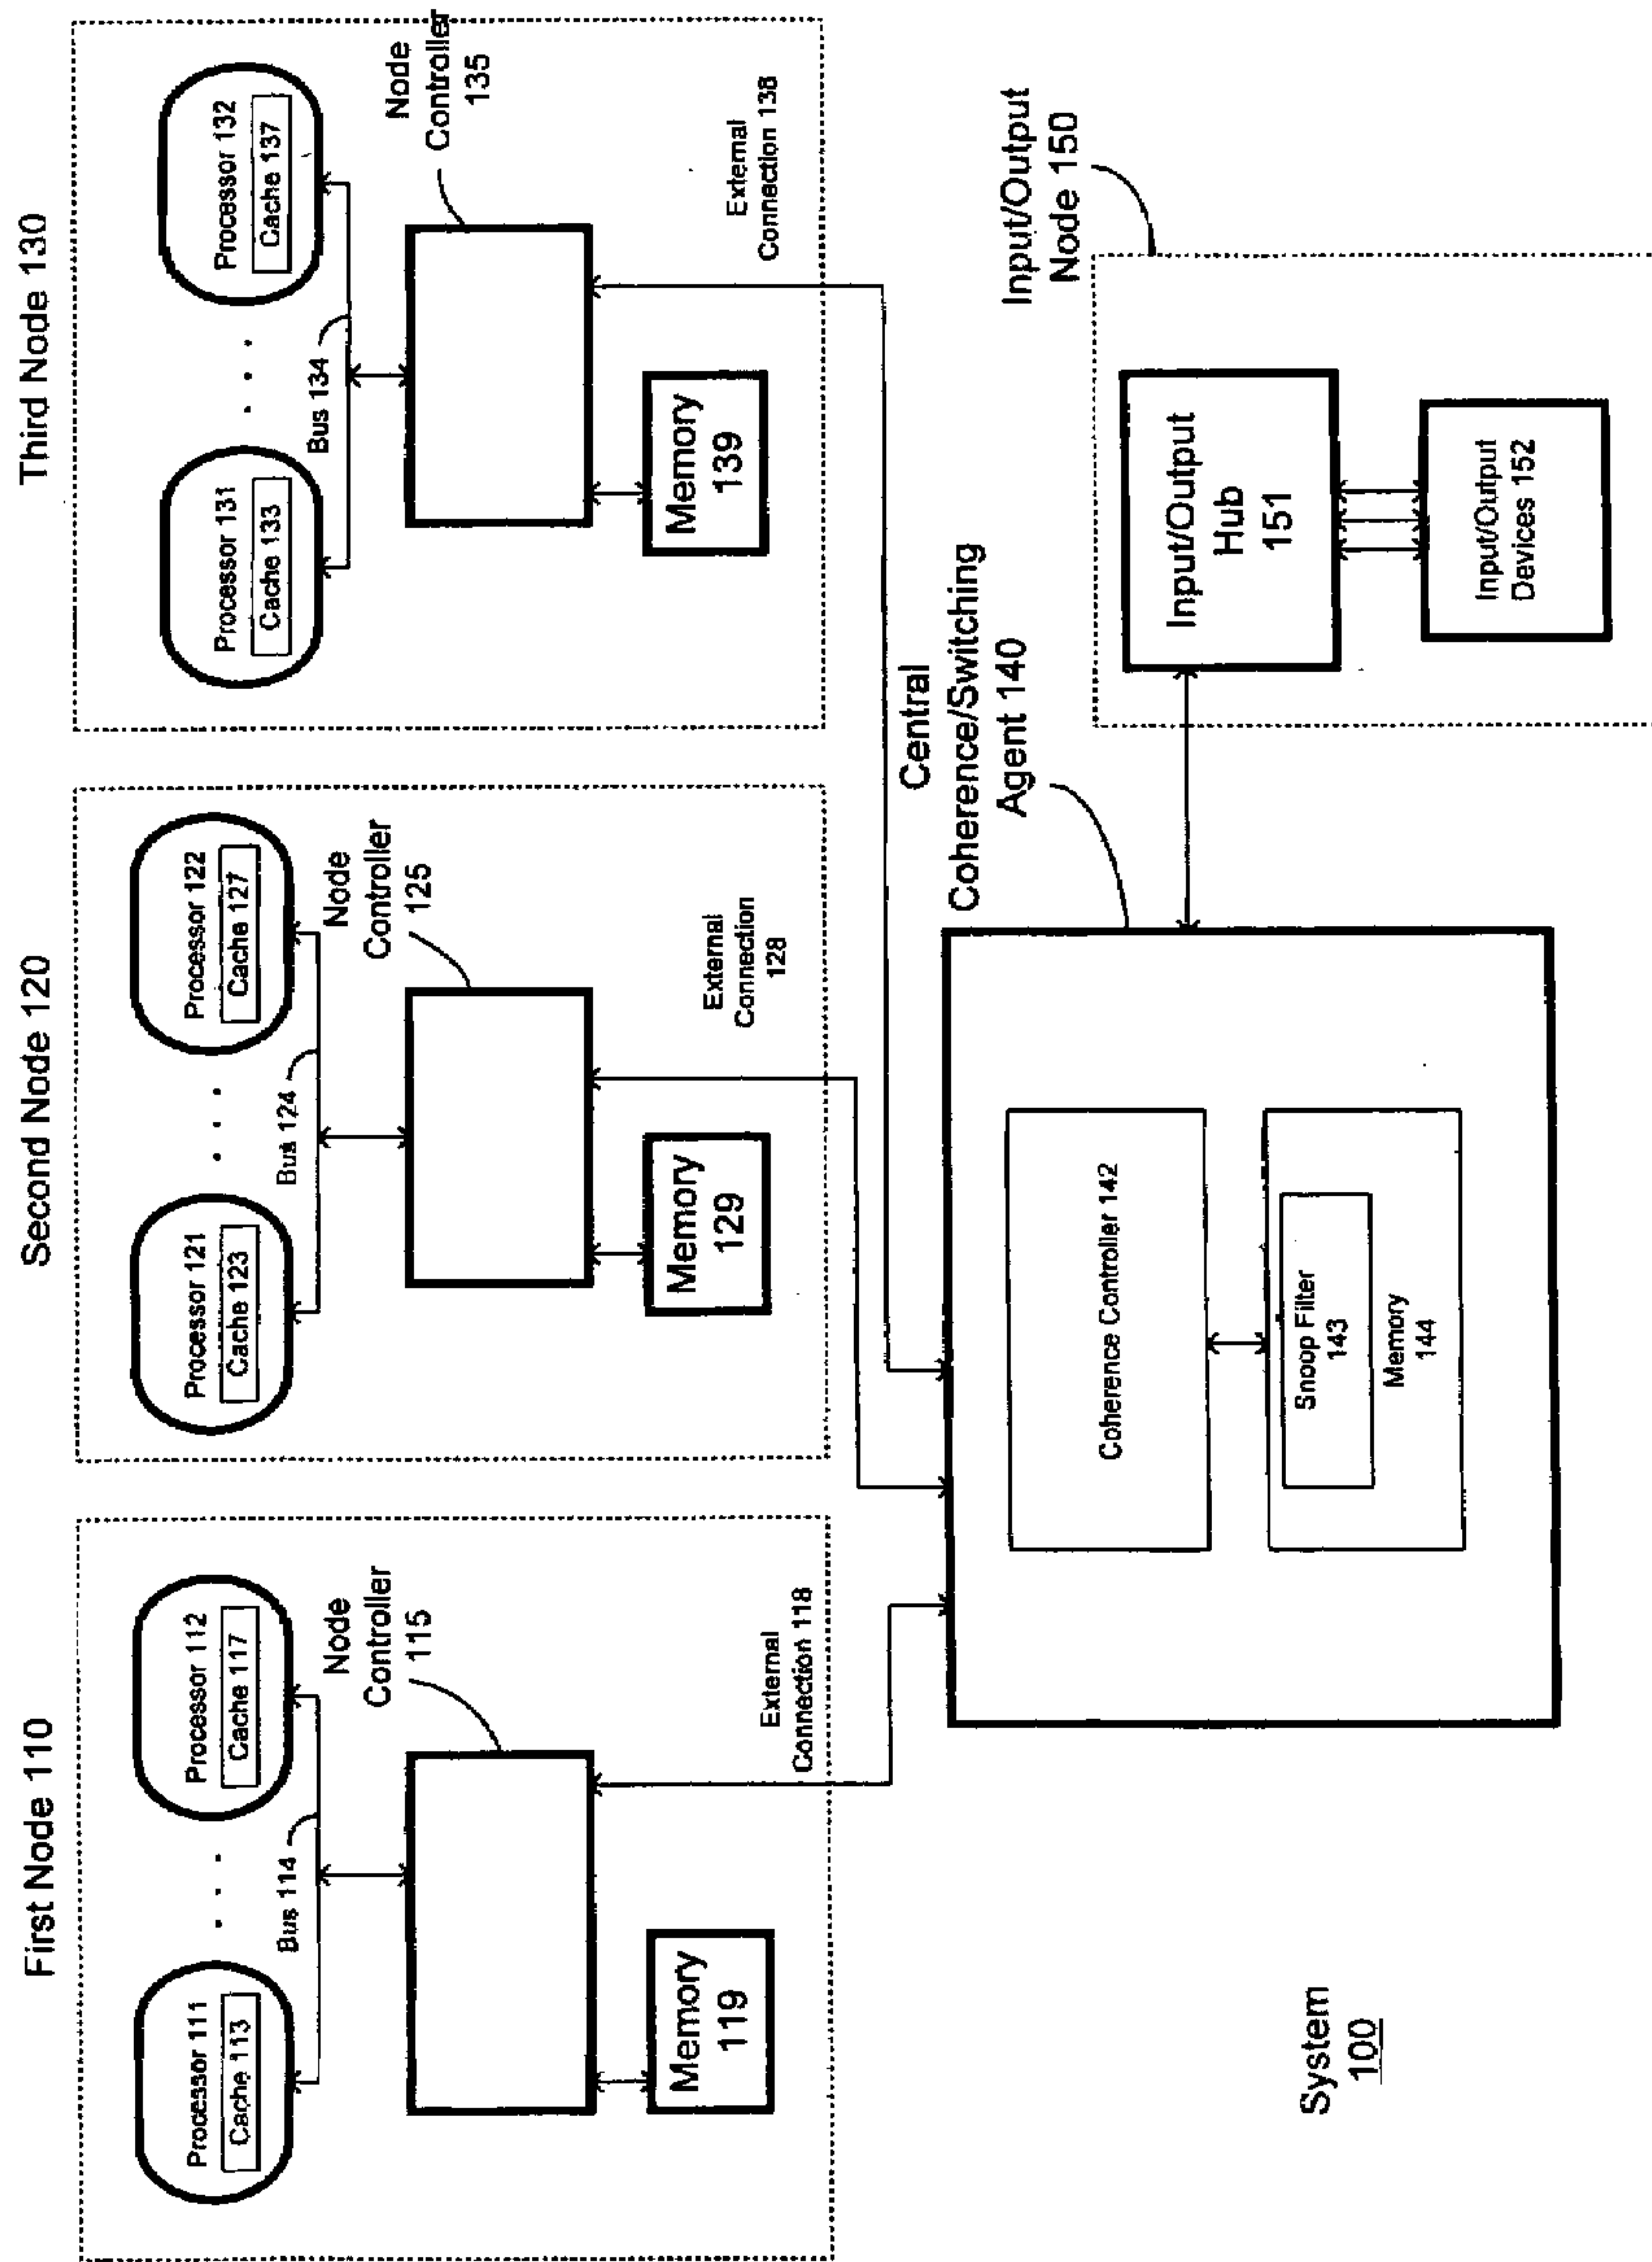 First Node 110
Second Node 120
Third Node 130
Processor 111
Cache 113
. . .
Processor 112
Cache 117
Bus 114
Node
Controller
115
Memory
119
External
Connection 118
Processor 121
Cache 123
. . .
Processor 122
Cache 127
Bus 124
Node
Controller
125
Memory
129
External
Connection
128
Processor 131
Cache 133
. . .
Processor 132
Cache 137
Bus 134
Node
Controller
135
Memory
139
External
Connection 138
Central
Coherence/Switching
Agent 140
Coherence Controller 142
Snoop Filter
143
Memory
144
Input/Output
Node 150
Input/Output
Hub
151
Input/Output
Devices 152
System
100